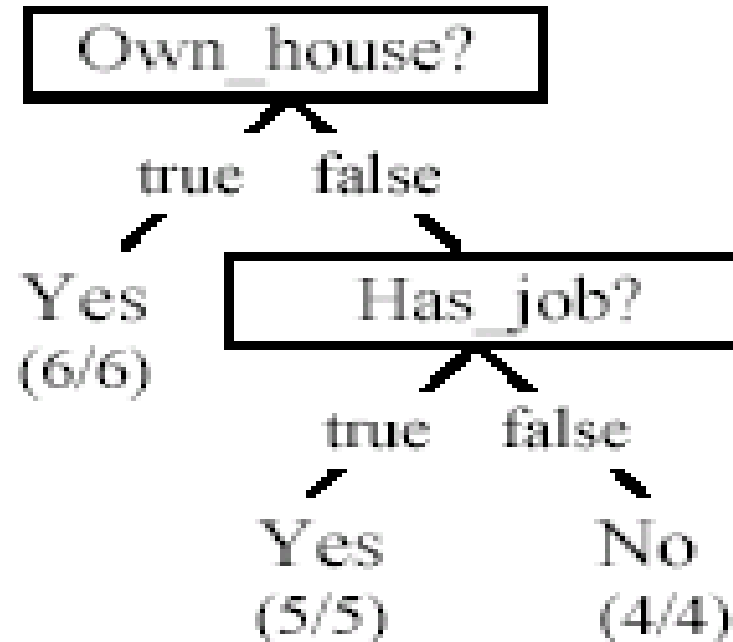 Own_house?
true false
Yes
(6/6)
Has_job?
true false
Yes No
(5/5) (4/4)